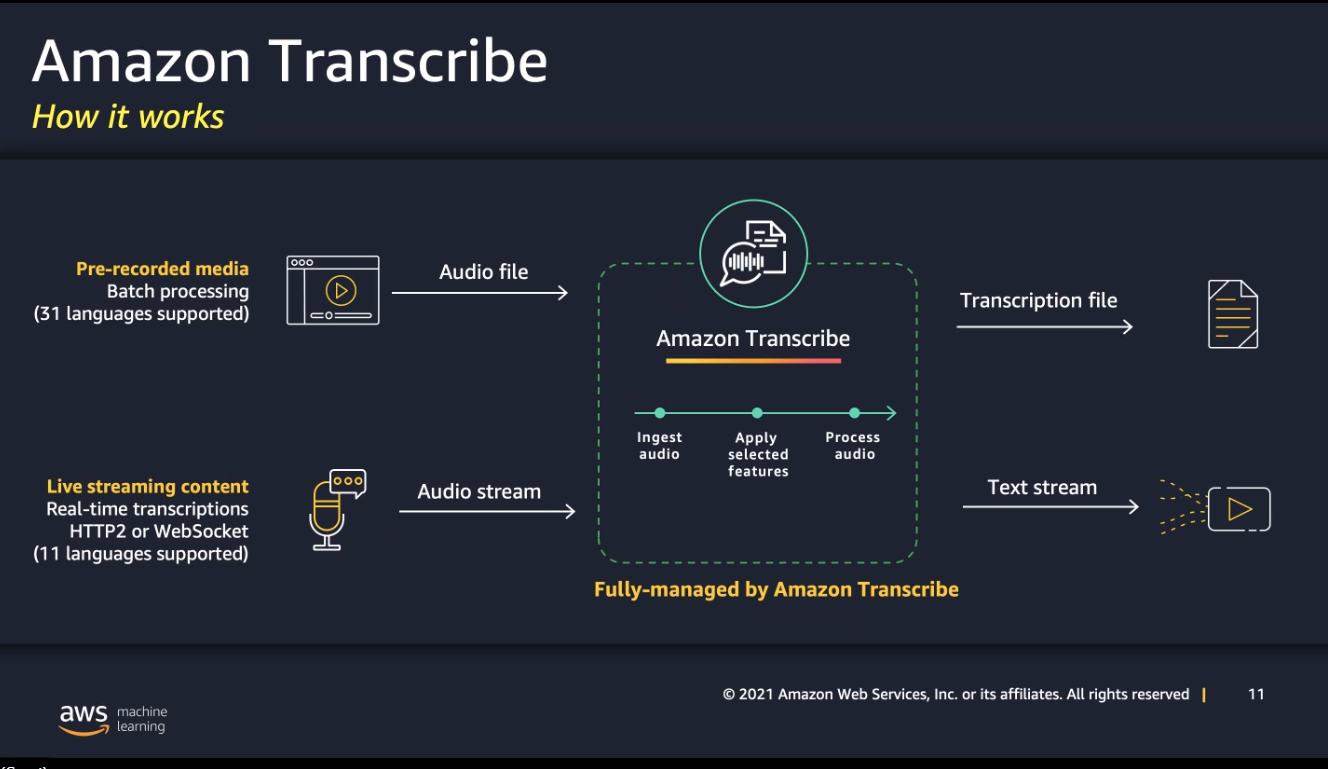 Amazon Transcribe
How it works
Pre-recorded media
Batch processing
(31 languages supported)
Audio file
Amazon Transcribe
Ingest
audio
Apply
selected
features
Process
audio
Transcription file
Live streaming content
Real-time transcriptions
HTTP2 or WebSocket
(11 languages supported)
Audio stream
Text stream
Fully-managed by Amazon Transcribe
aws machine
learning
© 2021 Amazon Web Services, Inc. or its affiliates. All rights reserved | 11